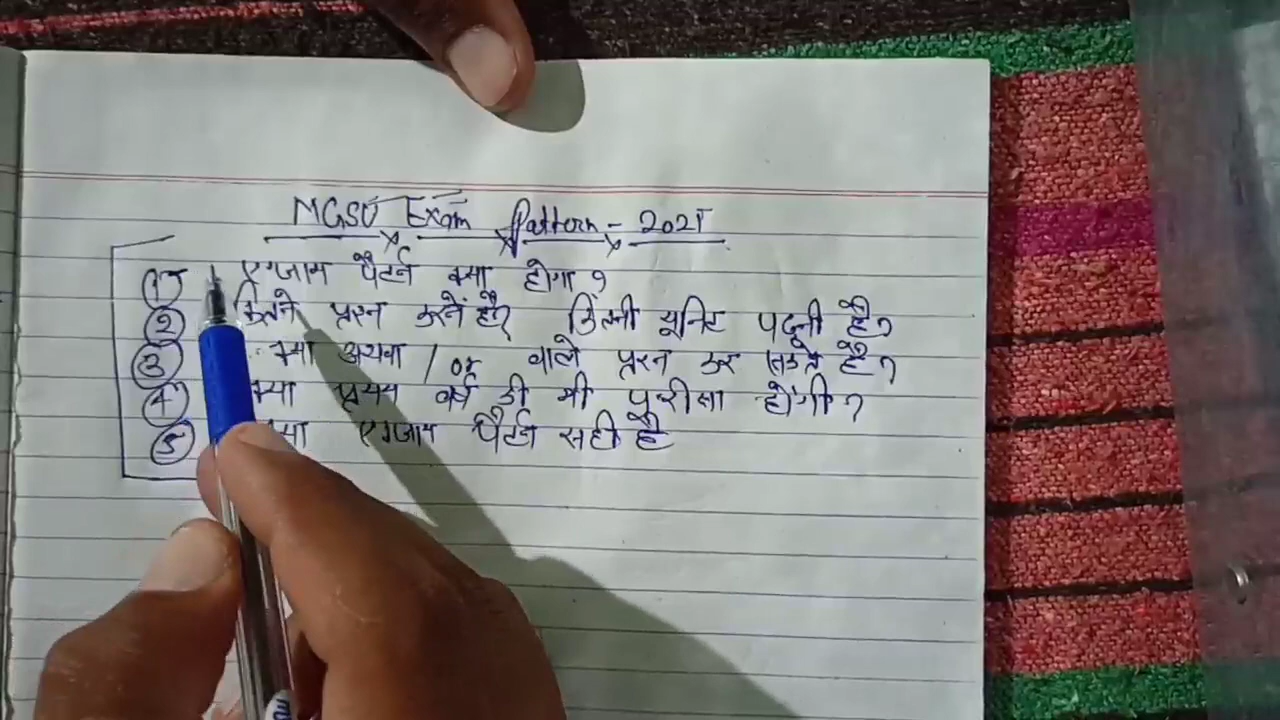 MGSU Exam Pattern - 2021
① एग्जाम पैटर्न क्या होगा ?
② कितने प्रश्न करने हैं? कितनी यूनिट पढ़नी है ?
③ क्या अथवा / or वाले प्रश्न कर सकते हैं ?
④ क्या प्रथम वर्ष की भी परीक्षा होगी ?
⑤ क्या एग्जाम पैटर्न सही है